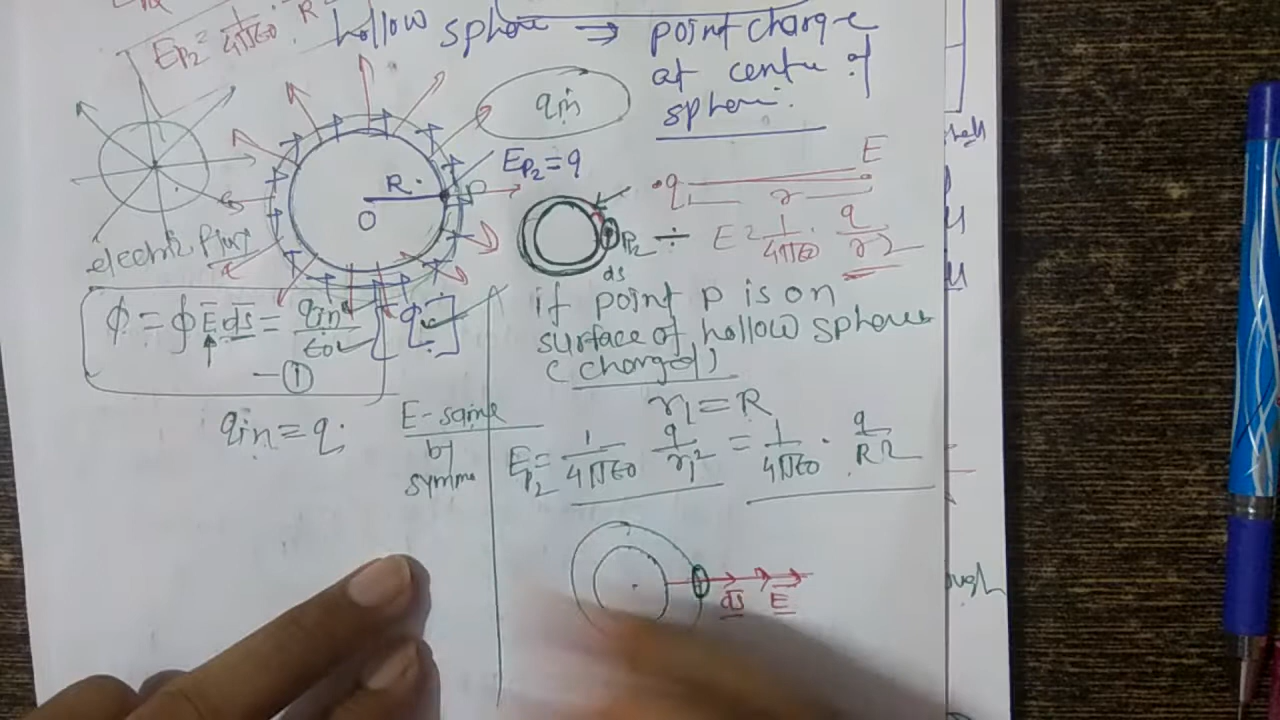 E_P2 = 1/4πε0 · R
hollow sphere → point charge
at centre of
sphere.
qin
E_P2 = q
R
O
P
electric flux
q
E
r
P2
ds
E = 1/4πε0 · q/r2
ϕ = ∮ E ds = qin/ε0
— ①
if point p is on
surface of hollow sphere
(charged)
qin = q.
E - same
by
symme
r1 = R
E_P2 = 1/4πε0 q/r1² = 1/4πε0 · q/R2
ds E